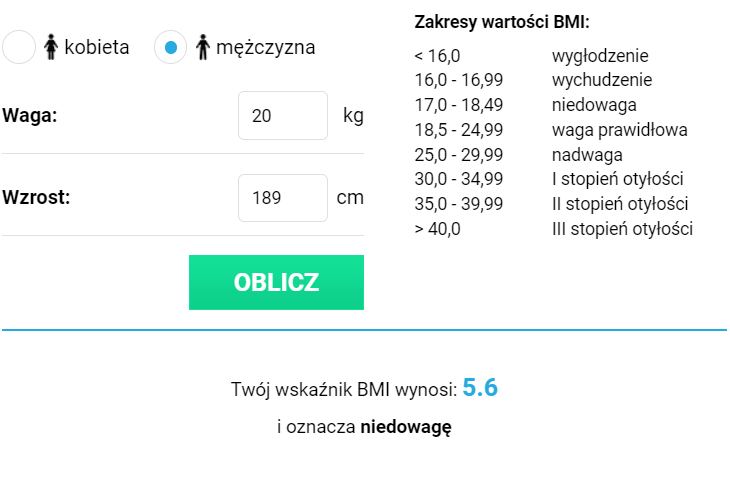 kobieta mężczyzna
Waga: 20 kg
Wzrost: 189 cm
OBLICZ
Zakresy wartości BMI:
< 16,0 wygłodzenie
16,0 - 16,99 wychudzenie
17,0 - 18,49 niedowaga
18,5 - 24,99 waga prawidłowa
25,0 - 29,99 nadwaga
30,0 - 34,99 I stopień otyłości
35,0 - 39,99 II stopień otyłości
> 40,0 III stopień otyłości
Twój wskaźnik BMI wynosi: 5.6
i oznacza niedowagę